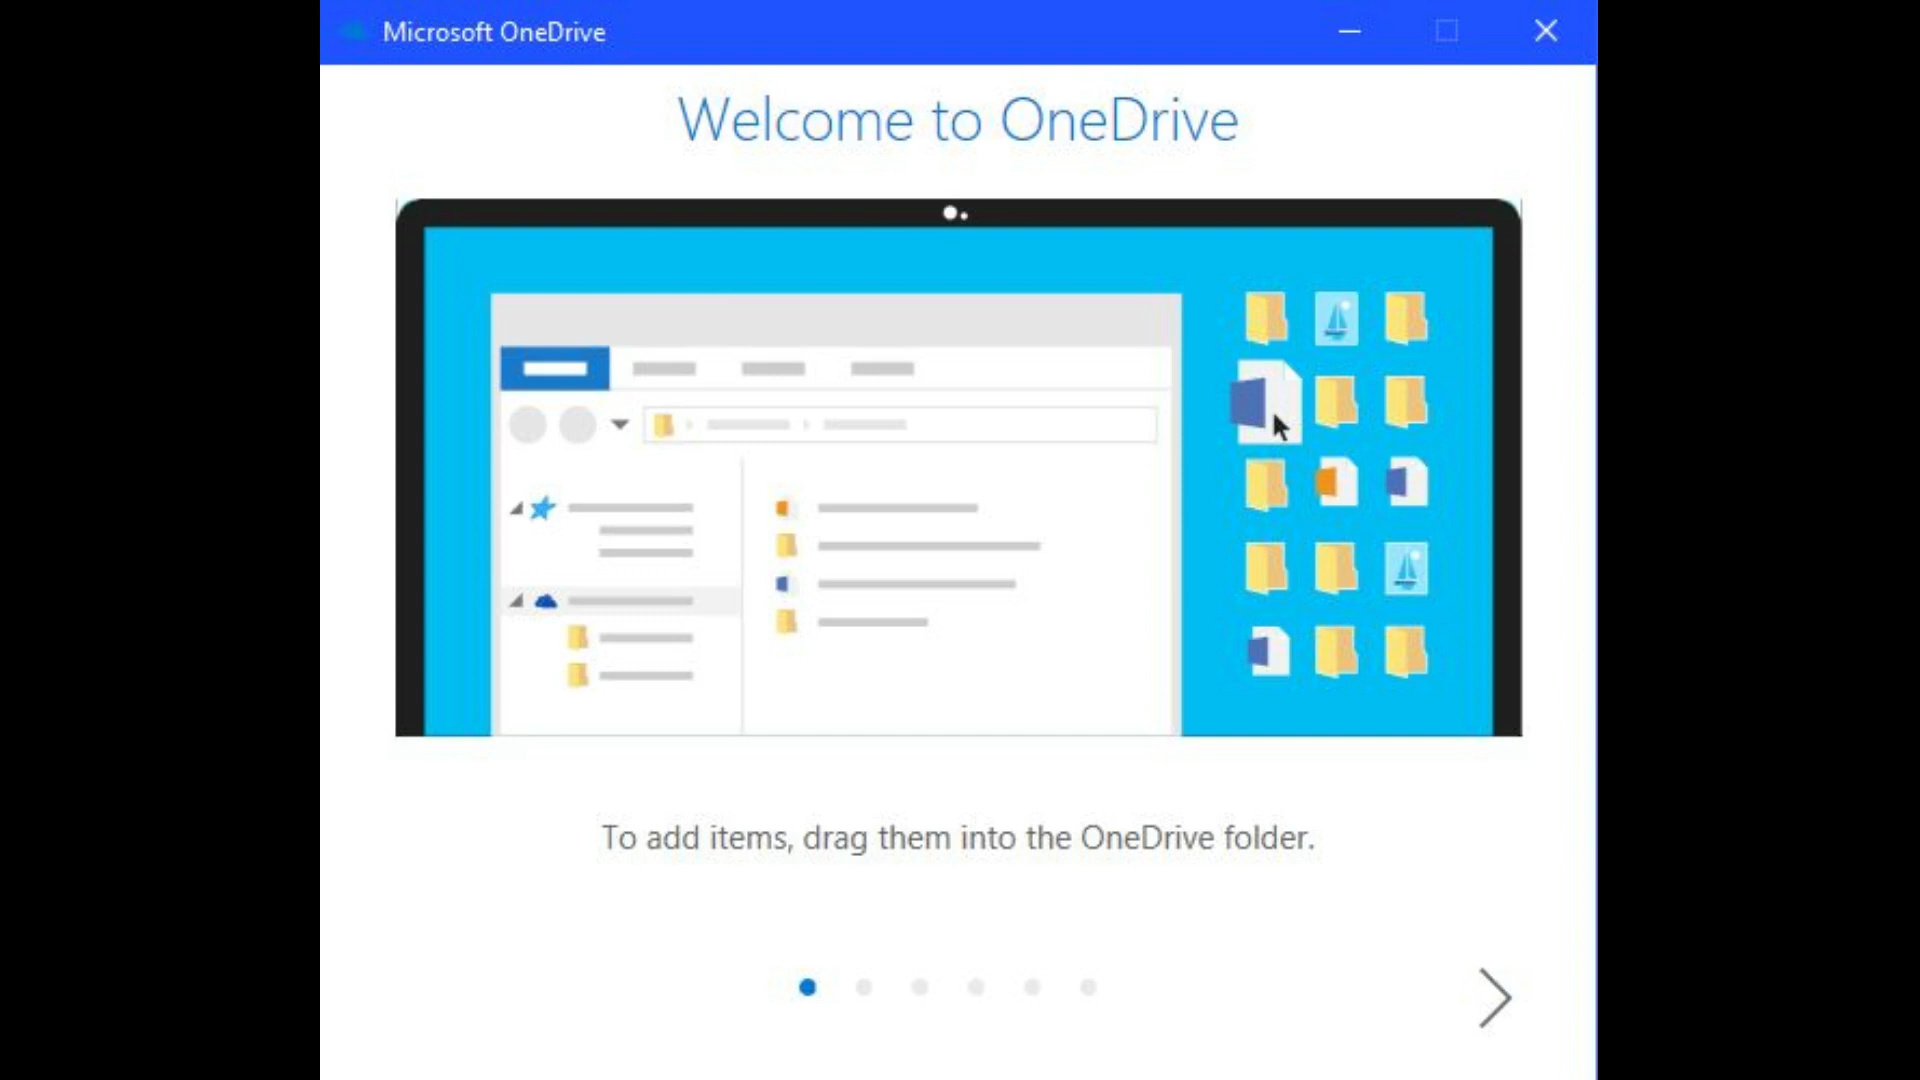 Microsoft OneDrive
Welcome to OneDrive
To add items, drag them into the OneDrive folder.